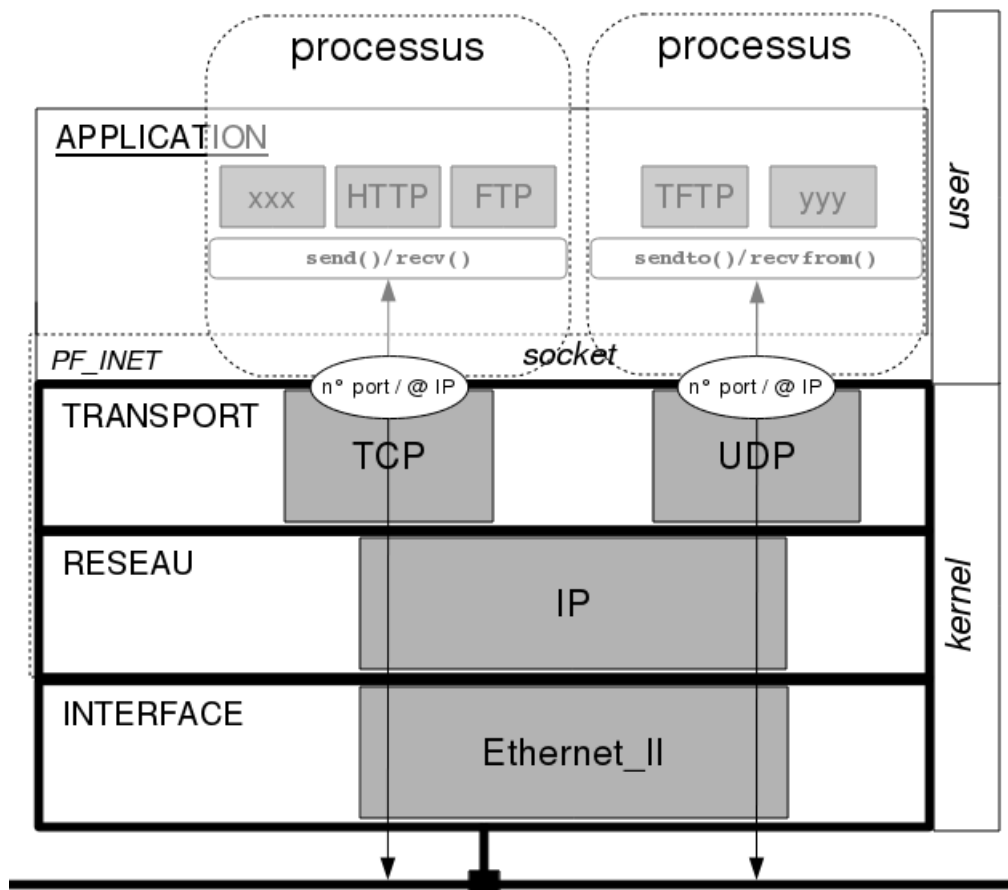 processus
processus
APPLICATION
xxx
HTTP
FTP
TFTP
yyy
send()/recv()
sendto()/recvfrom()
user
PF_INET
socket
n° port / @ IP
n° port / @ IP
TRANSPORT
TCP
UDP
RESEAU
IP
kernel
INTERFACE
Ethernet_II